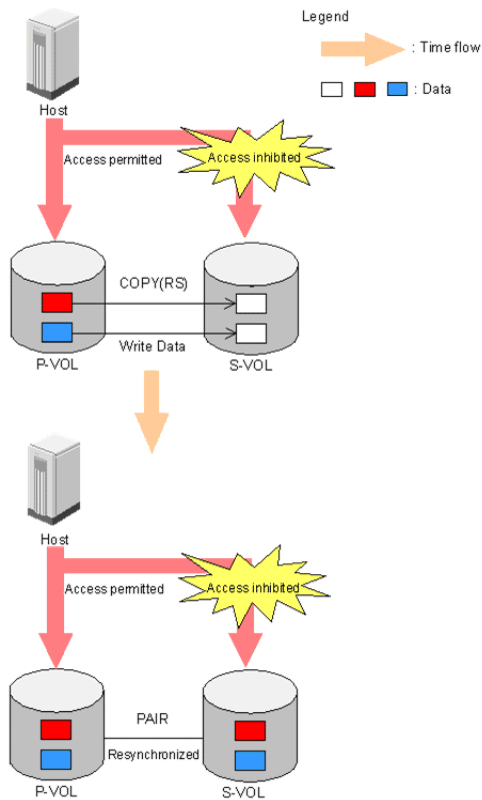 Legend
: Time flow
: Data
Host
Access permitted
Access inhibited
COPY(RS)
Write Data
P-VOL
S-VOL
Host
Access permitted
Access inhibited
PAIR
Resynchronized
P-VOL
S-VOL